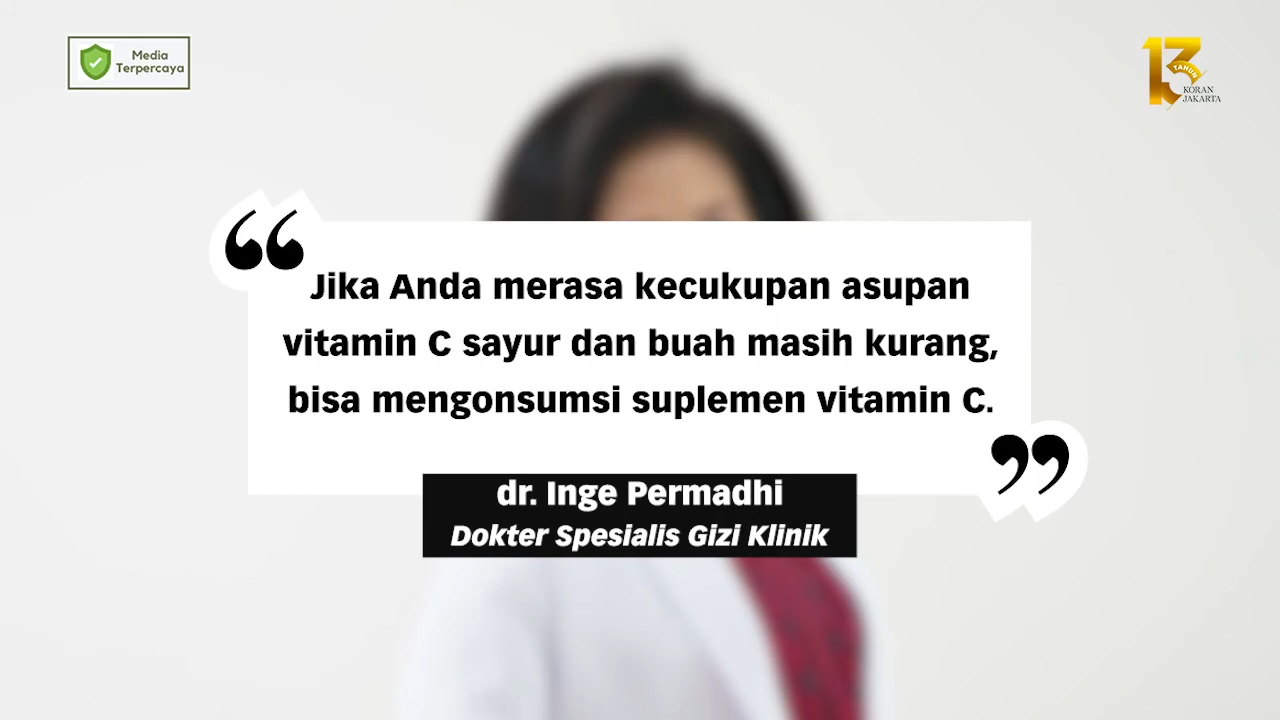 Media
Terpercaya
13
TAHUN
KORAN
JAKARTA
“
Jika Anda merasa kecukupan asupan
vitamin C sayur dan buah masih kurang,
bisa mengonsumsi suplemen vitamin C.
”
dr. Inge Permadhi
Dokter Spesialis Gizi Klinik